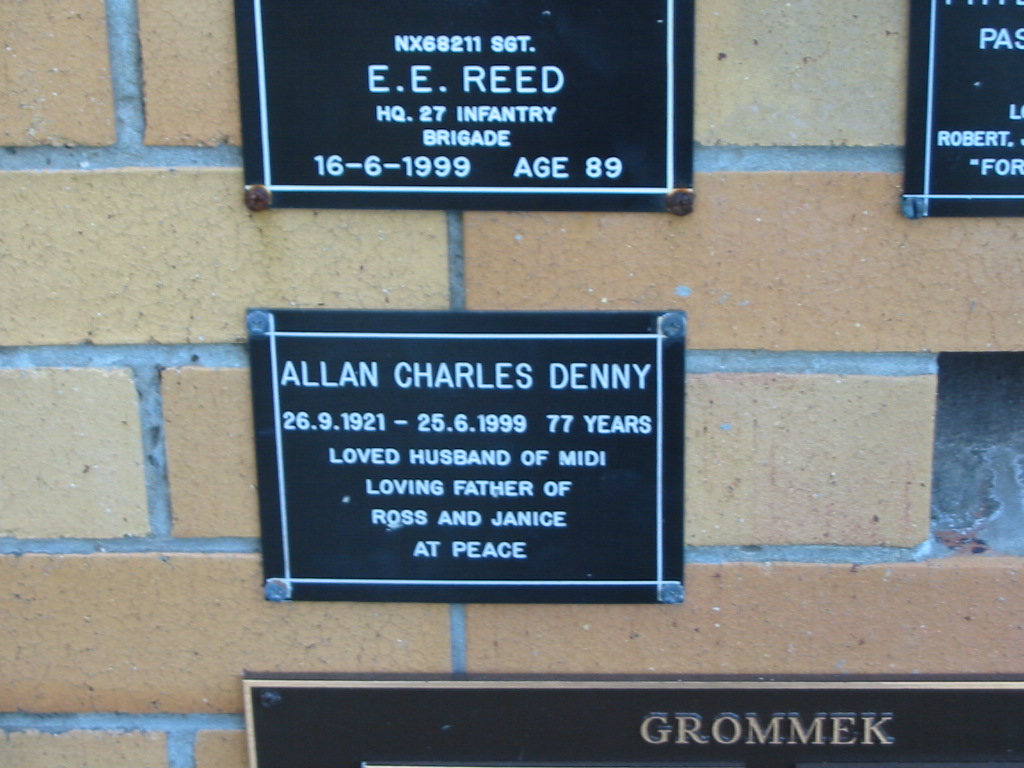 NX68211 SGT.
E.E. REED
HQ. 27 INFANTRY
BRIGADE
16-6-1999 AGE 89
ROBERT.
"FOR
ALLAN CHARLES DENNY
26.9.1921 - 25.6.1999 77 YEARS
LOVED HUSBAND OF MIDI
LOVING FATHER OF
ROSS AND JANICE
AT PEACE
GROMMEK